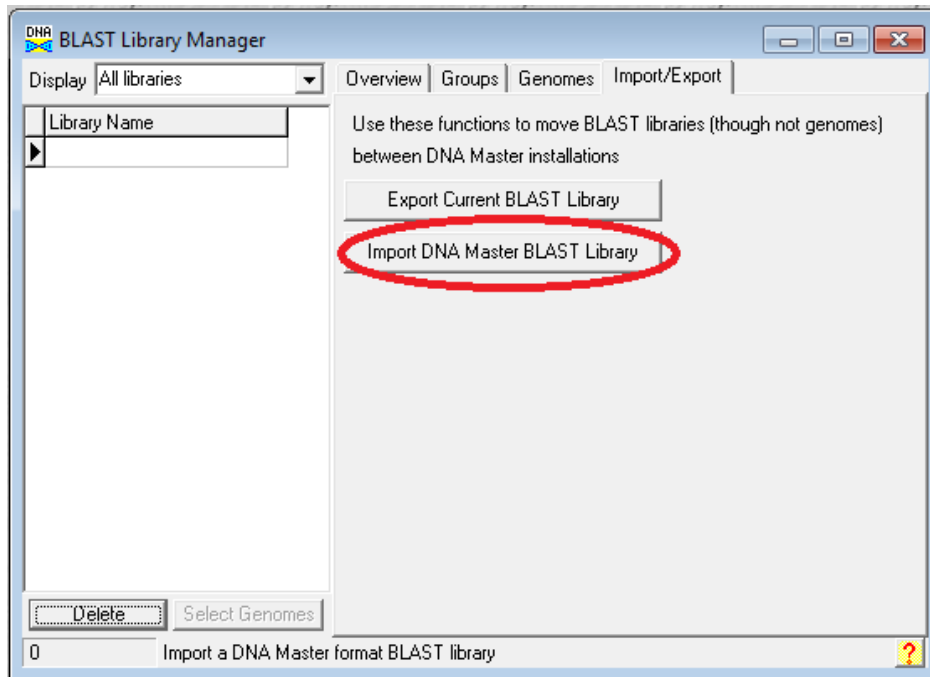 DNA
BLAST Library Manager
Display All libraries
Overview Groups Genomes Import/Export
Library Name
Use these functions to move BLAST libraries (though not genomes)
between DNA Master installations
Export Current BLAST Library
Import DNA Master BLAST Library
Delete Select Genomes
0 Import a DNA Master format BLAST library ?